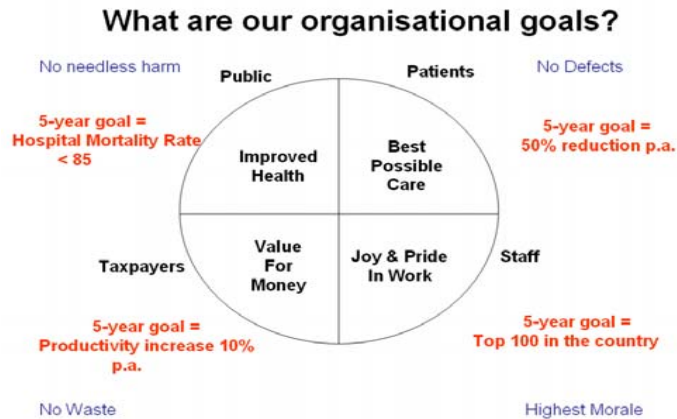 What are our organisational goals?
No needless harm
Public
Patients
No Defects
5-year goal =
Hospital Mortality Rate
< 85
5-year goal =
50% reduction p.a.
Improved
Health
Best
Possible
Care
Taxpayers
Value
For
Money
Joy & Pride
In Work
Staff
5-year goal =
Productivity increase 10%
p.a.
5-year goal =
Top 100 in the country
No Waste
Highest Morale